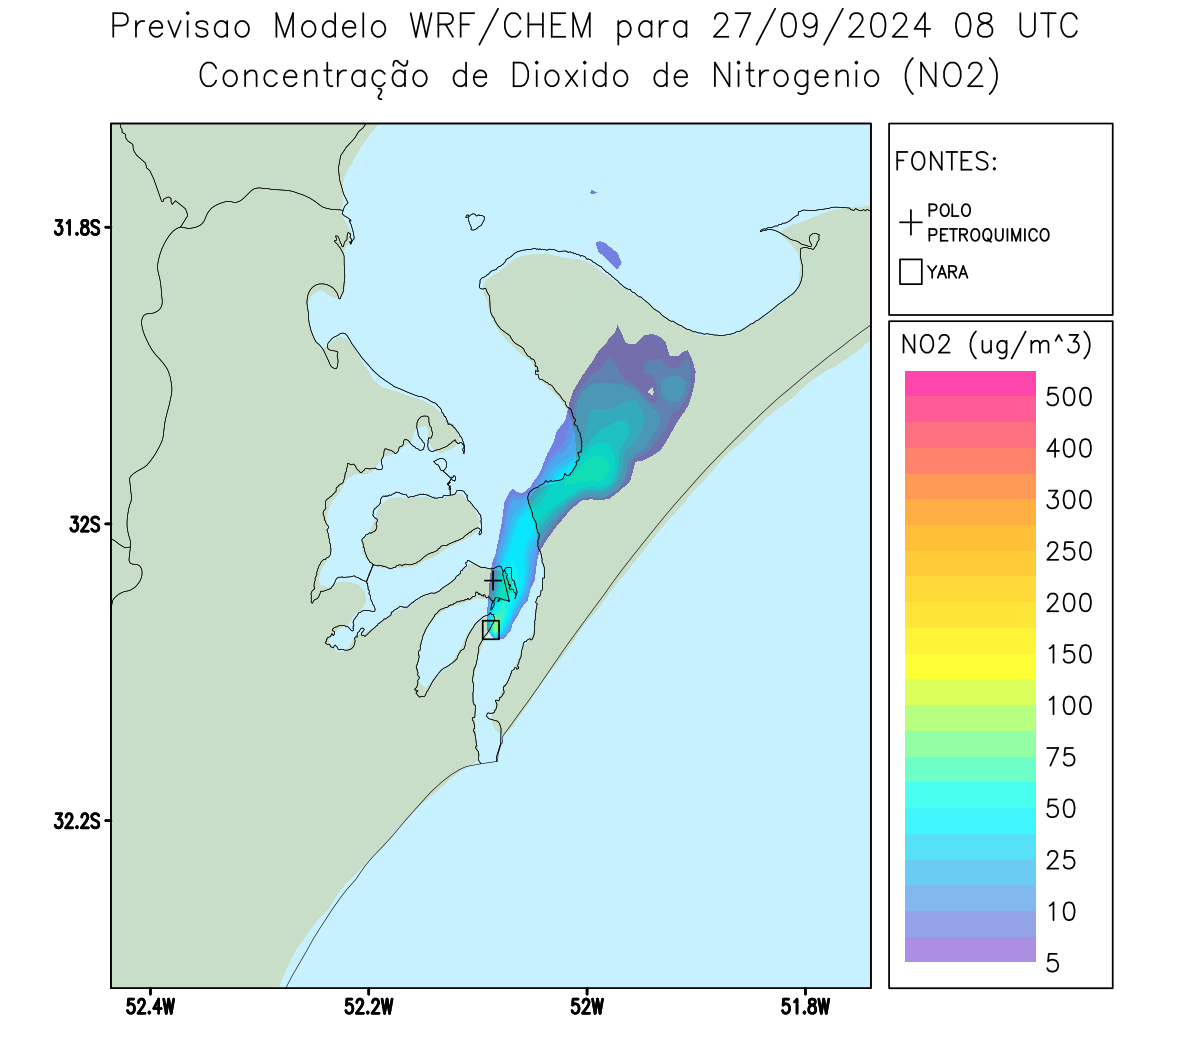 Previsao Modelo WRF/CHEM para 27/09/2024 08 UTC
Concentração de Dioxido de Nitrogenio (NO2)
FONTES:
POLO
PETROQUIMICO
YARA
31.8S
32S
32.2S
52.4W
52.2W
52W
51.8W
NO2 (ug/m^3)
500
400
300
250
200
150
100
75
50
25
10
5